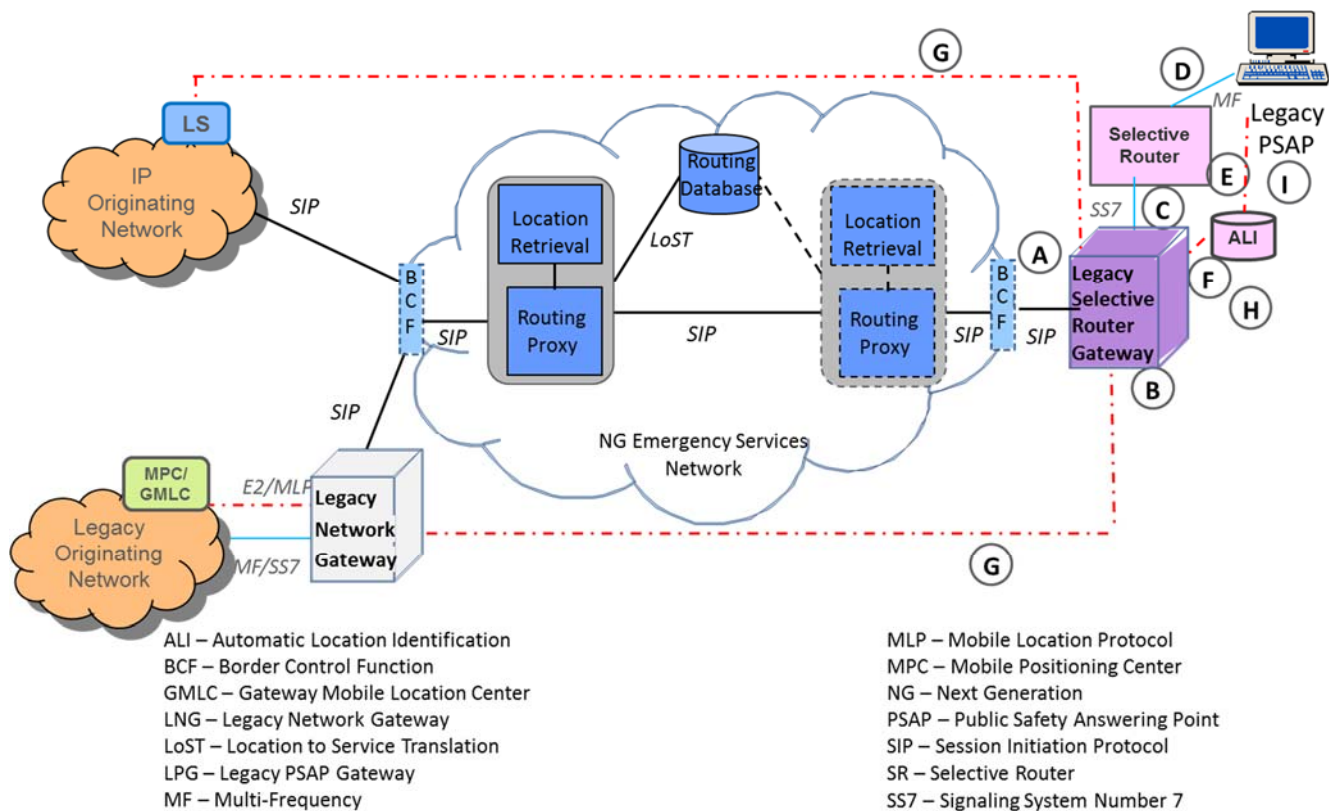 G
D
MF
LS
IP
Originating
Network
SIP
Selective
Router
Legacy
PSAP
E
I
Routing
Database
SS7
C
ALI
Location
Retrieval
LoST
Location
Retrieval
A
B
C
F
B
C
F
Legacy
Selective
Router
Gateway
F
H
SIP
Routing
Proxy
SIP
Routing
Proxy
SIP
SIP
B
SIP
NG Emergency Services
Network
MPC/
GMLC
E2/MLP
Legacy
Network
Gateway
Legacy
Originating
Network
MF/SS7
G
ALI – Automatic Location Identification
BCF – Border Control Function
GMLC – Gateway Mobile Location Center
LNG – Legacy Network Gateway
LoST – Location to Service Translation
LPG – Legacy PSAP Gateway
MF – Multi-Frequency
MLP – Mobile Location Protocol
MPC – Mobile Positioning Center
NG – Next Generation
PSAP – Public Safety Answering Point
SIP – Session Initiation Protocol
SR – Selective Router
SS7 – Signaling System Number 7